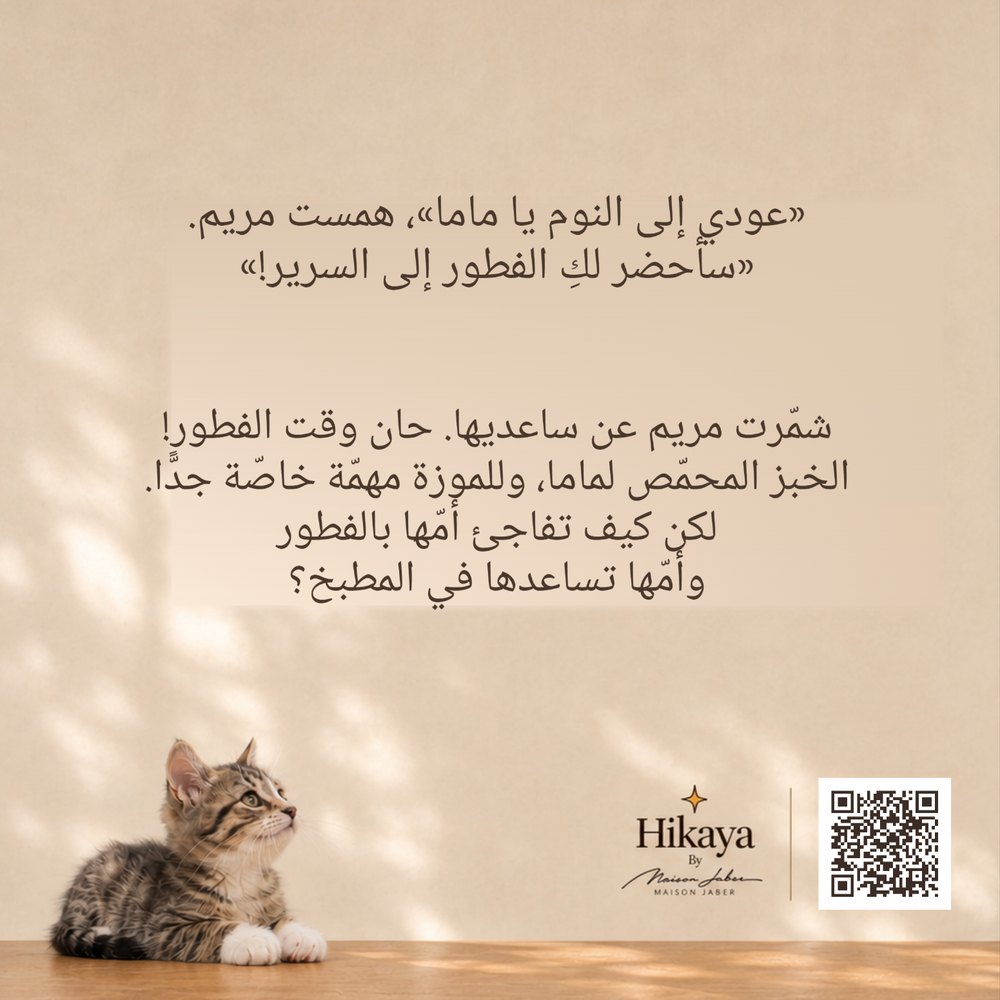 «عودي إلى النوم يا ماما»، همست مريم.
«سأحضر لكِ الفطور إلى السرير!»
شمّرت مريم عن ساعديها. حان وقت الفطور!
الخبز المحمّص لماما، وللموزة مهمّة خاصّة جدًّا.
لكن كيف تفاجئ أمّها بالفطور
وأمّها تساعدها في المطبخ؟
Hikaya
By
Maison Jaber
MAISON JABER